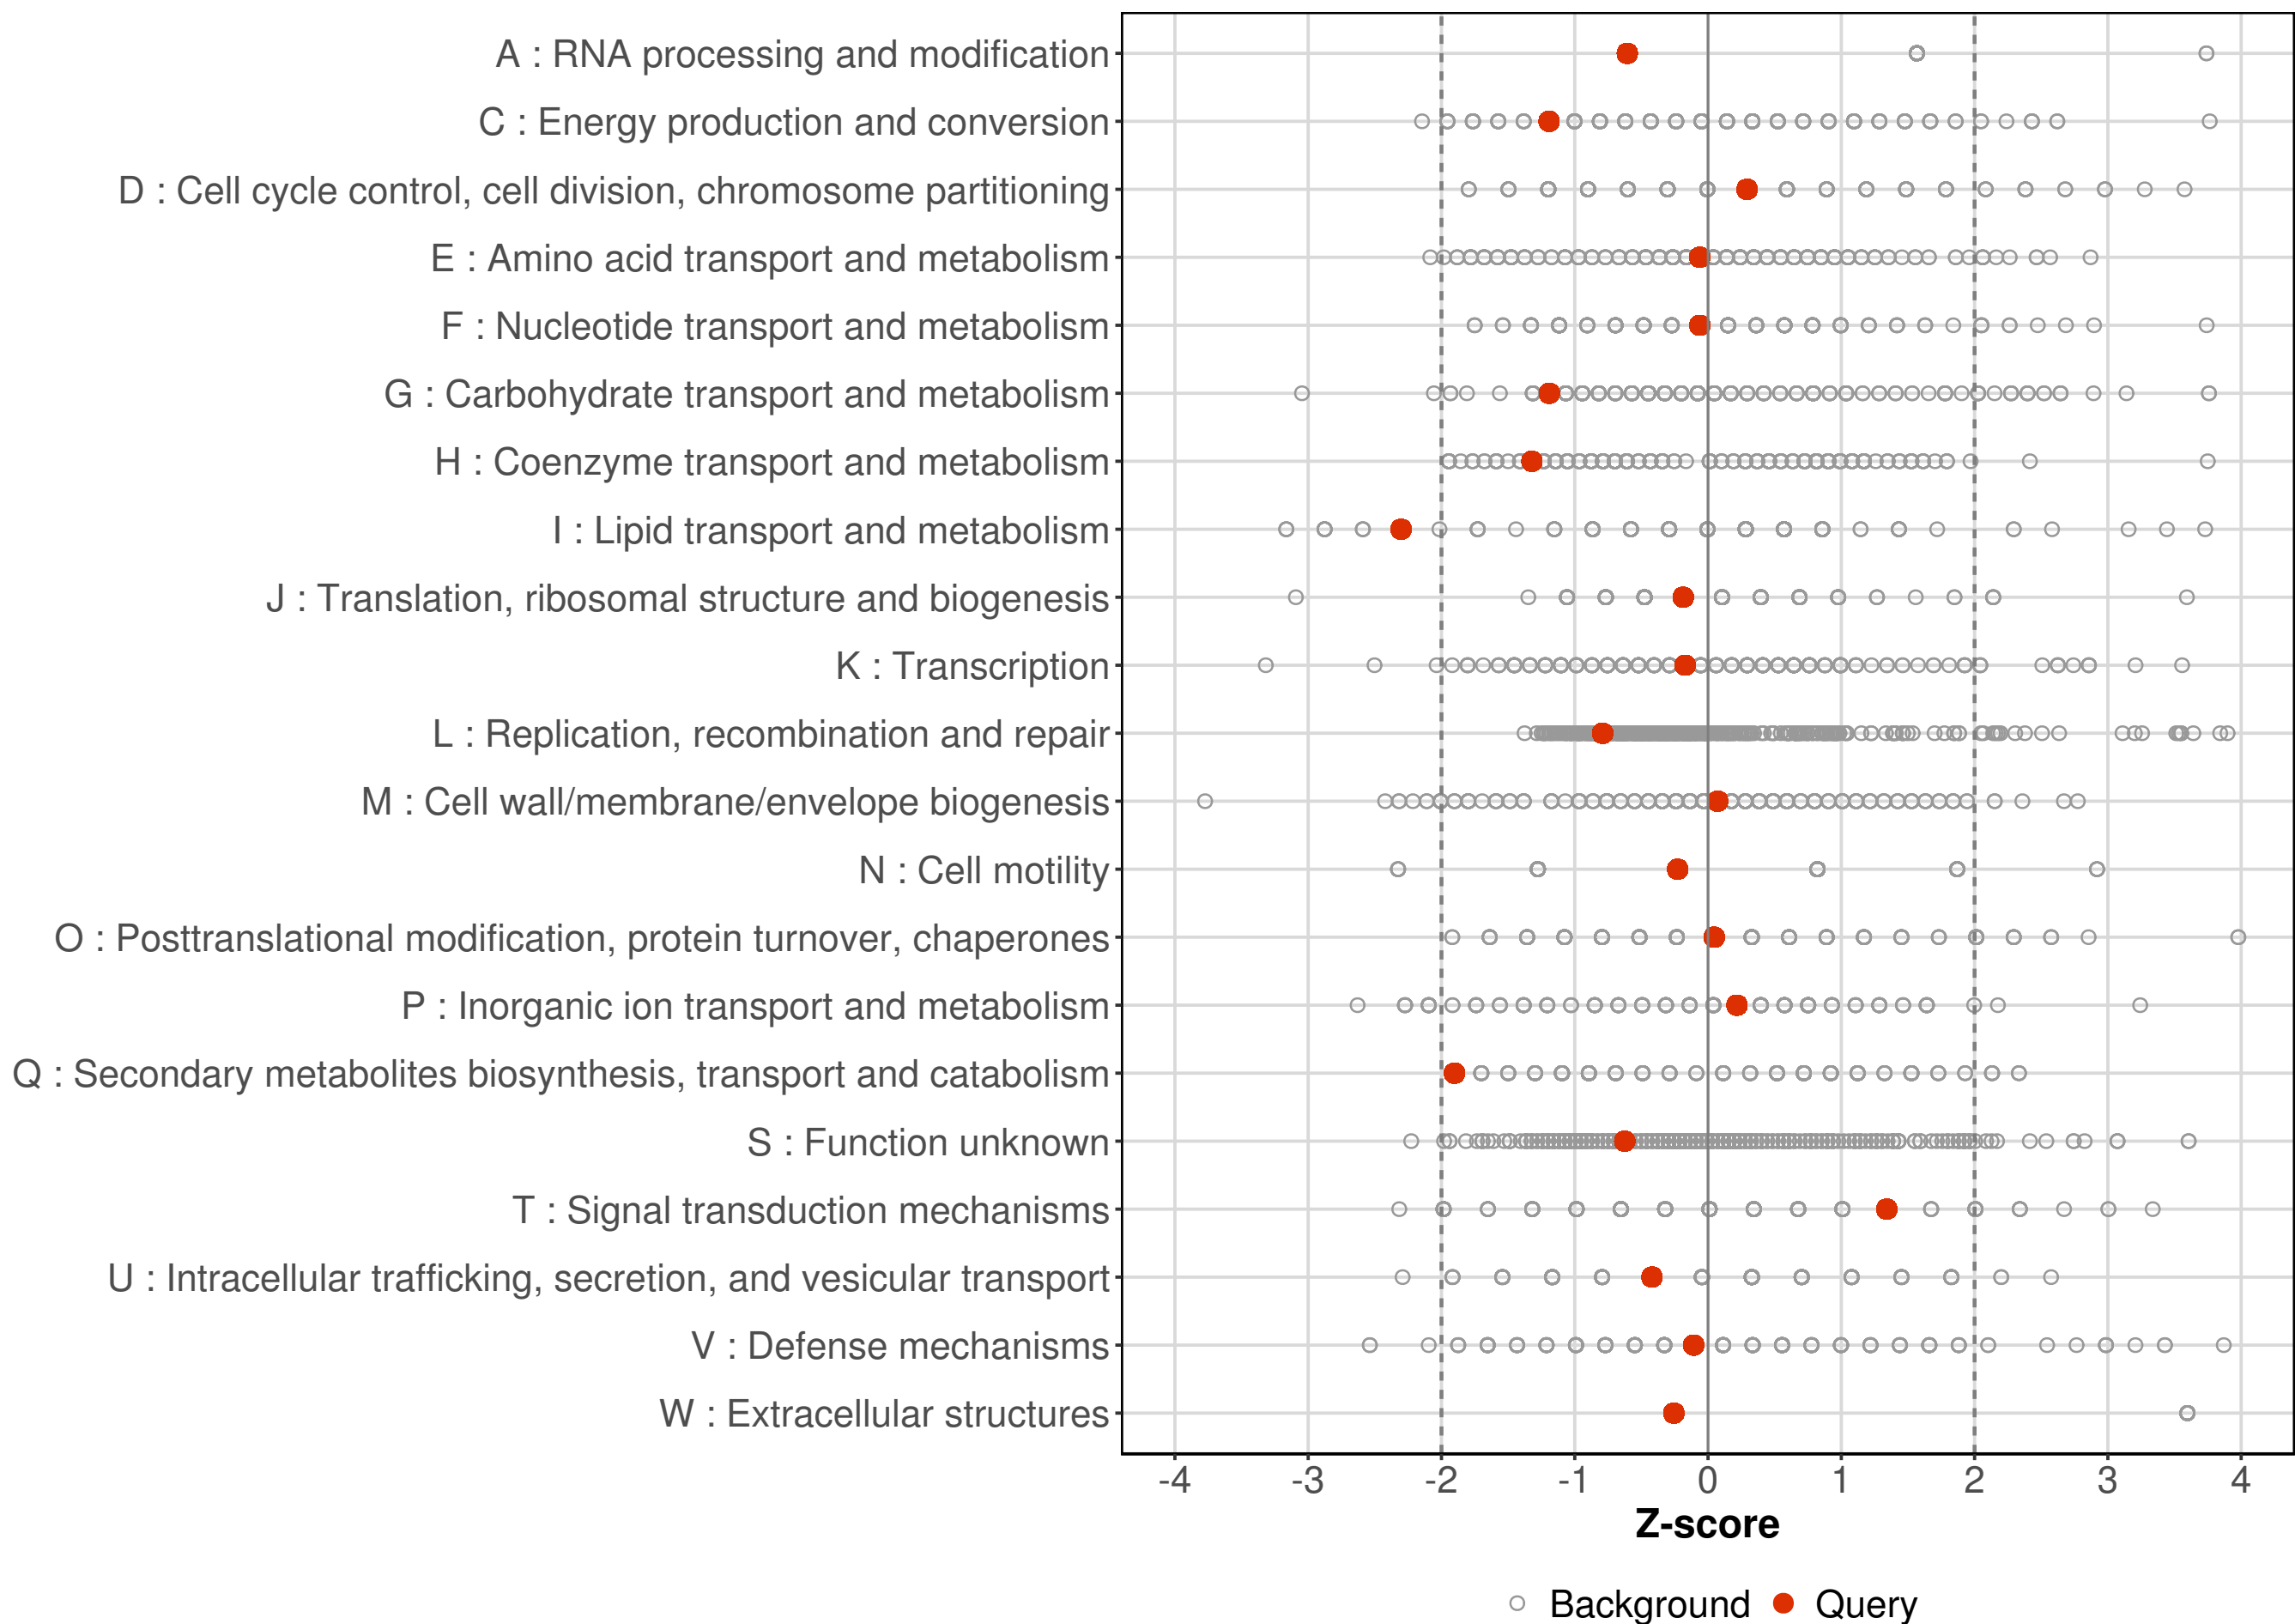 A : RNA processing and modification
C : Energy production and conversion
D : Cell cycle control, cell division, chromosome partitioning
E : Amino acid transport and metabolism
F : Nucleotide transport and metabolism
G : Carbohydrate transport and metabolism
H : Coenzyme transport and metabolism
I : Lipid transport and metabolism
J : Translation, ribosomal structure and biogenesis
K : Transcription
L : Replication, recombination and repair
M : Cell wall/membrane/envelope biogenesis
N : Cell motility
O : Posttranslational modification, protein turnover, chaperones
P : Inorganic ion transport and metabolism
Q : Secondary metabolites biosynthesis, transport and catabolism
S : Function unknown
T : Signal transduction mechanisms
U : Intracellular trafficking, secretion, and vesicular transport
V : Defense mechanisms
W : Extracellular structures
-4 -3 -2 -1 0 1 2 3 4
Z-score
Background Query